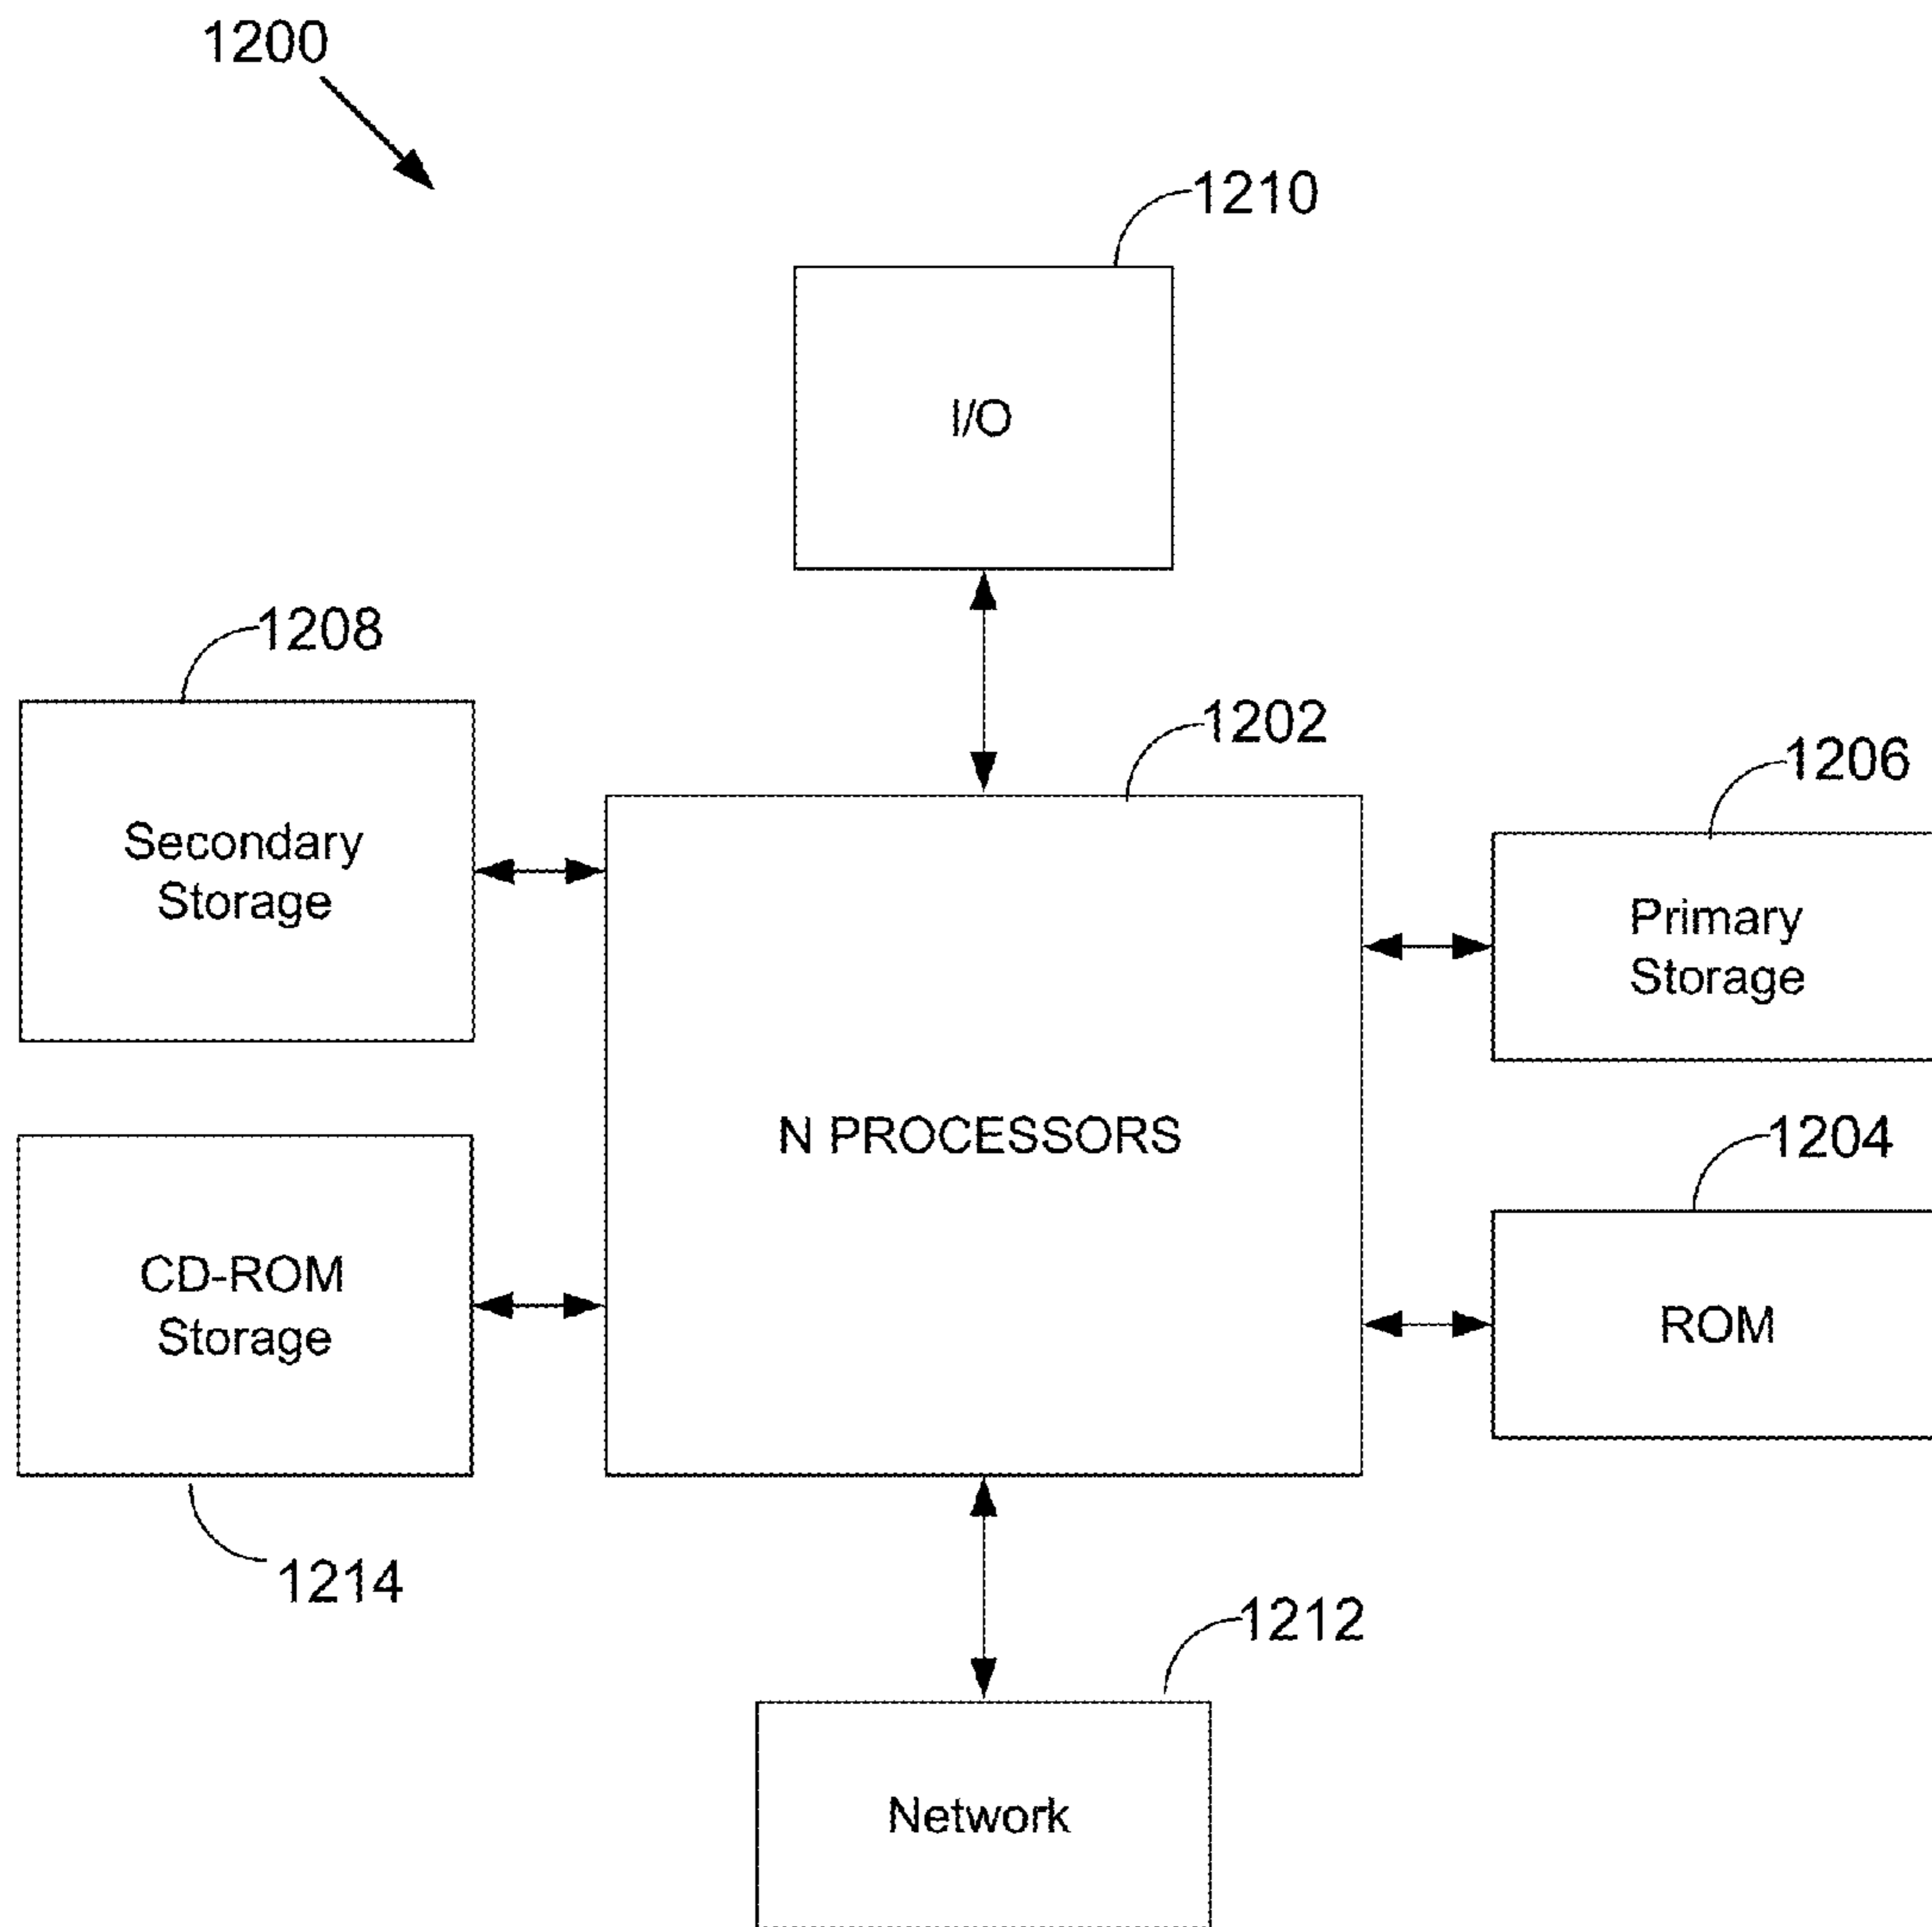 1200
1210
I/O
1208
1202
1206
Secondary
Storage
Primary
Storage
N PROCESSORS
1204
CD-ROM
Storage
ROM
1214
1212
Network